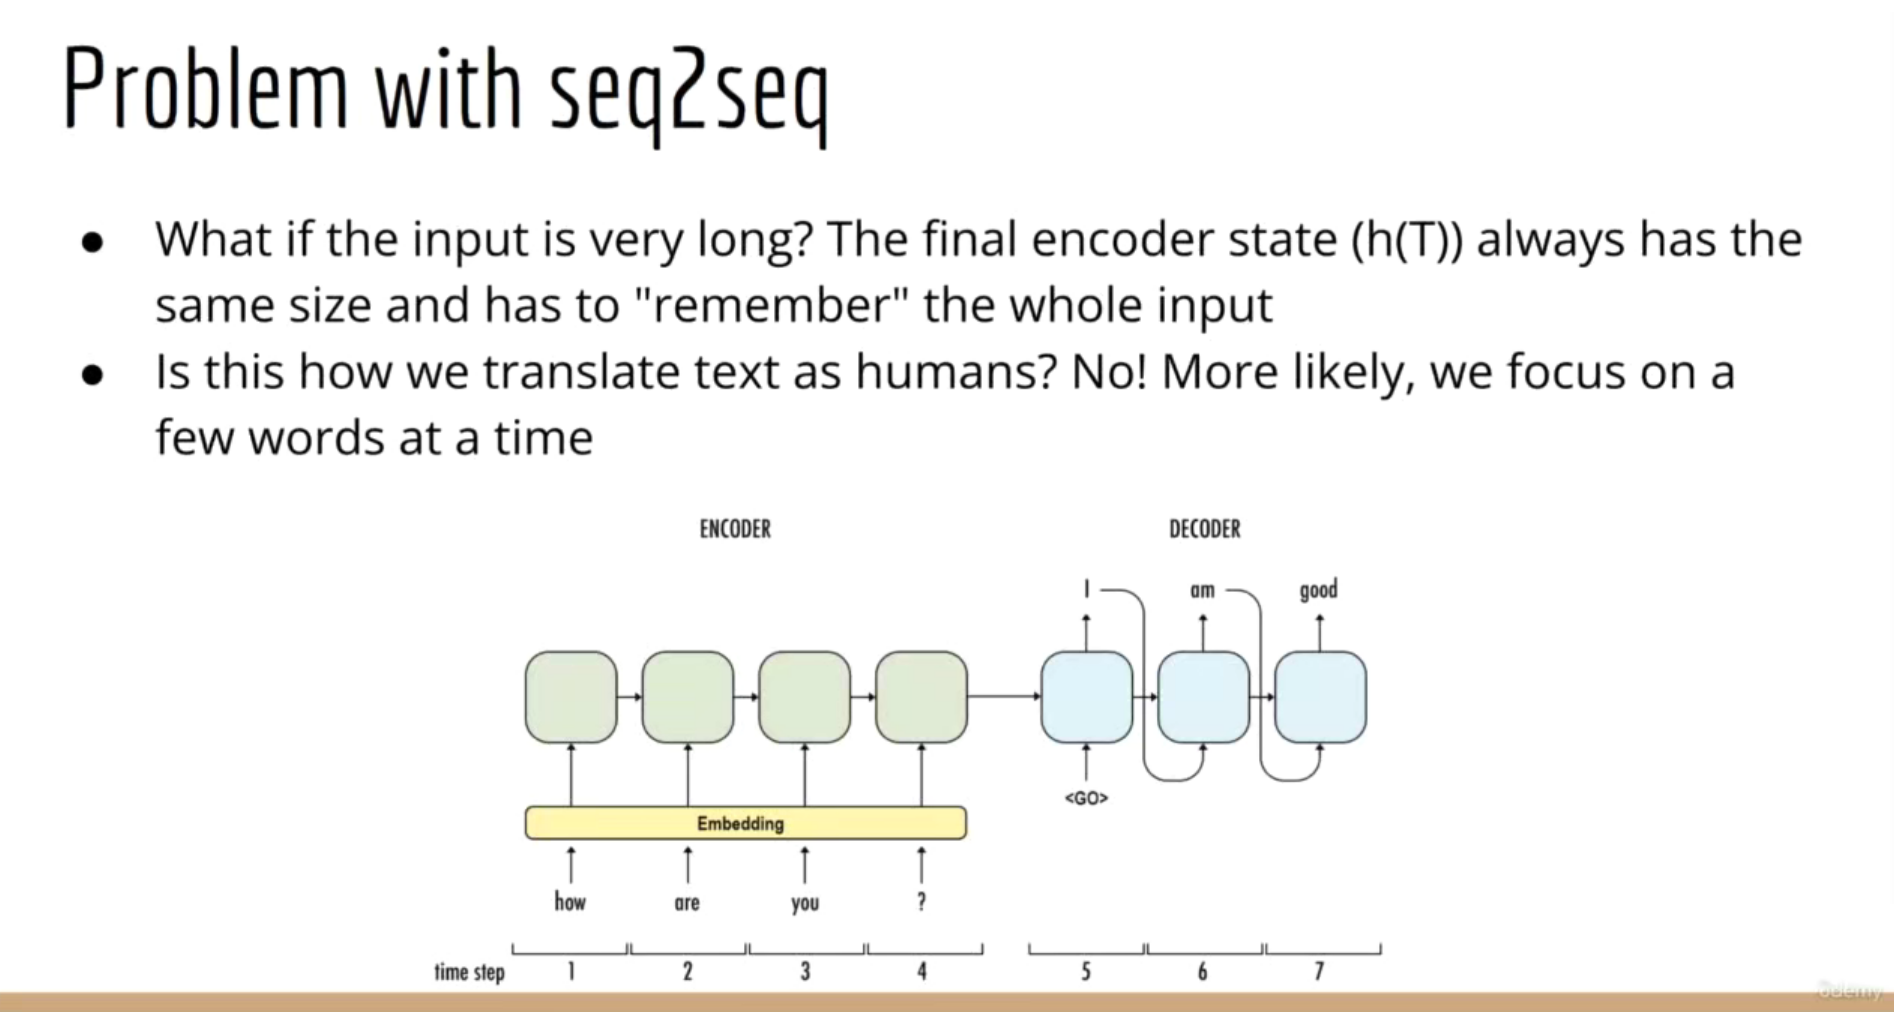 Problem with seq2seq
● What if the input is very long? The final encoder state (h(T)) always has the
same size and has to "remember" the whole input
● Is this how we translate text as humans? No! More likely, we focus on a
few words at a time
ENCODER DECODER
I am good
<GO>
Embedding
how are you ?
time step 1 2 3 4 5 6 7
ûdemy